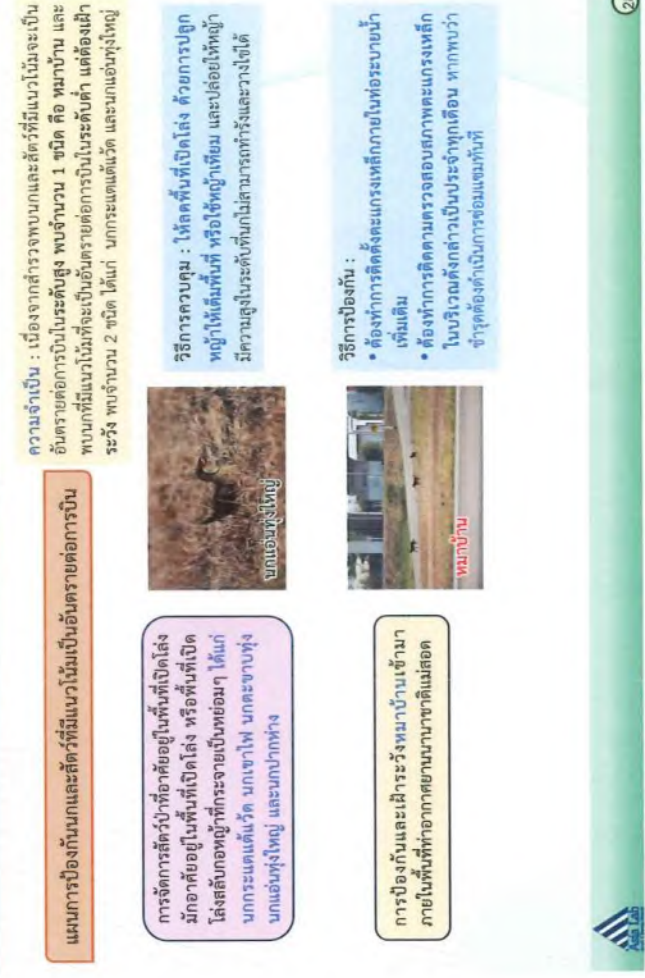 แผนการป้องกันนกและสัตว์ที่มีแนวโน้มเป็นอันตรายต่อการบิน
ความจำเป็น : เนื่องจากสำรวจพบนกและสัตว์ที่มีแนวโน้มจะเป็น
อันตรายต่อการบินในระดับสูง พบจำนวน 1 ชนิด คือ หมาบ้าน และ
พบนกที่มีแนวโน้มที่จะเป็นอันตรายต่อการบินในระดับต่ำ แต่ต้องเฝ้า
ระวัง พบจำนวน 2 ชนิด ได้แก่ นกกระแตแต้แว้ด และนกแอ่นทุ่งใหญ่
การจัดการสัตว์ป่าที่อาศัยอยู่ในพื้นที่เปิดโล่ง
มักอาศัยอยู่ในพื้นที่เปิดโล่ง หรือพื้นที่เปิด
โล่งสลับกอหญ้าที่กระจายเป็นหย่อมๆ ได้แก่
นกกระแตแต้แว้ด นกเขาไฟ นกตะขาบทุ่ง
นกแอ่นทุ่งใหญ่ และนกปากห่าง
นกแอ่นทุ่งใหญ่
วิธีการควบคุม : ให้ลดพื้นที่เปิดโล่ง ด้วยการปลูก
หญ้าให้เต็มพื้นที่ หรือใช้หญ้าเทียม และปล่อยให้หญ้า
มีความสูงในระดับที่นกไม่สามารถทำรังและวางไข่ได้
การป้องกันและเฝ้าระวังหมาบ้านเข้ามา
ภายในพื้นที่ท่าอากาศยานนานาชาติแม่สอด
หมาบ้าน
วิธีการป้องกัน :
• ต้องทำการติดตั้งตะแกรงเหล็กภายในท่อระบายน้ำ
เพิ่มเติม
• ต้องทำการติดตามตรวจสอบสภาพตะแกรงเหล็ก
ในบริเวณดังกล่าวเป็นประจำทุกเดือน หากพบว่า
ชำรุดต้องดำเนินการซ่อมแซมทันที
Asia Lab